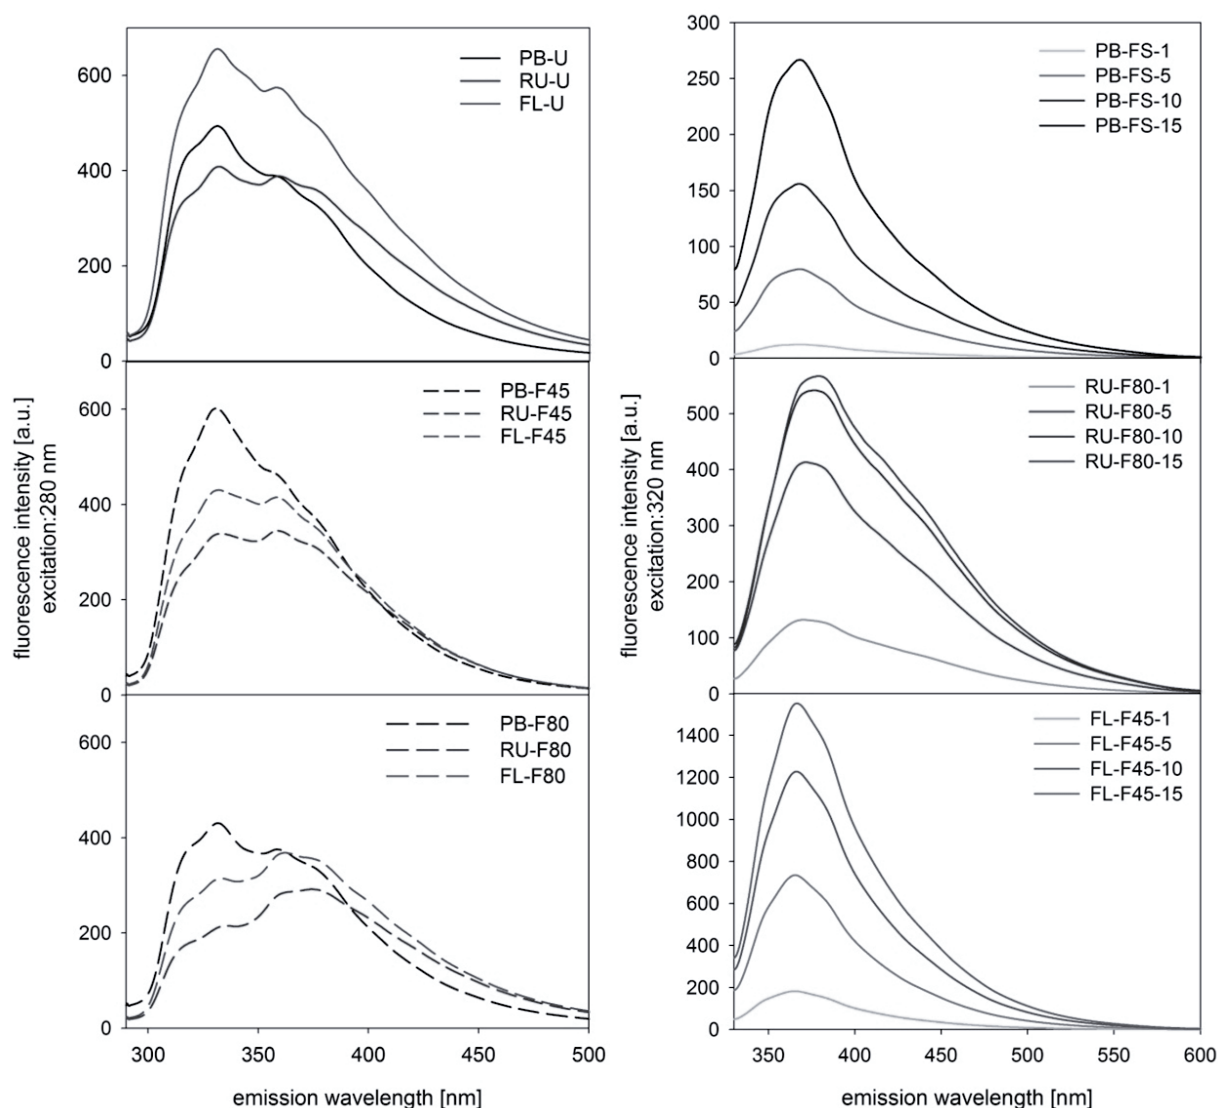 PB-U
RU-U
FL-U
600
400
200
0
PB-F45
RU-F45
FL-F45
600
400
200
0
PB-F80
RU-F80
FL-F80
600
400
200
0
300 350 400 450 500
emission wavelength [nm]
fluorescence intensity [a.u.]
excitation:280 nm
300
250
200
150
100
50
0
PB-FS-1
PB-FS-5
PB-FS-10
PB-FS-15
500
400
300
200
100
0
RU-F80-1
RU-F80-5
RU-F80-10
RU-F80-15
1400
1200
1000
800
600
400
200
0
FL-F45-1
FL-F45-5
FL-F45-10
FL-F45-15
350 400 450 500 550 600
emission wavelength [nm]
fluorescence intensity [a.u.]
excitation:320 nm